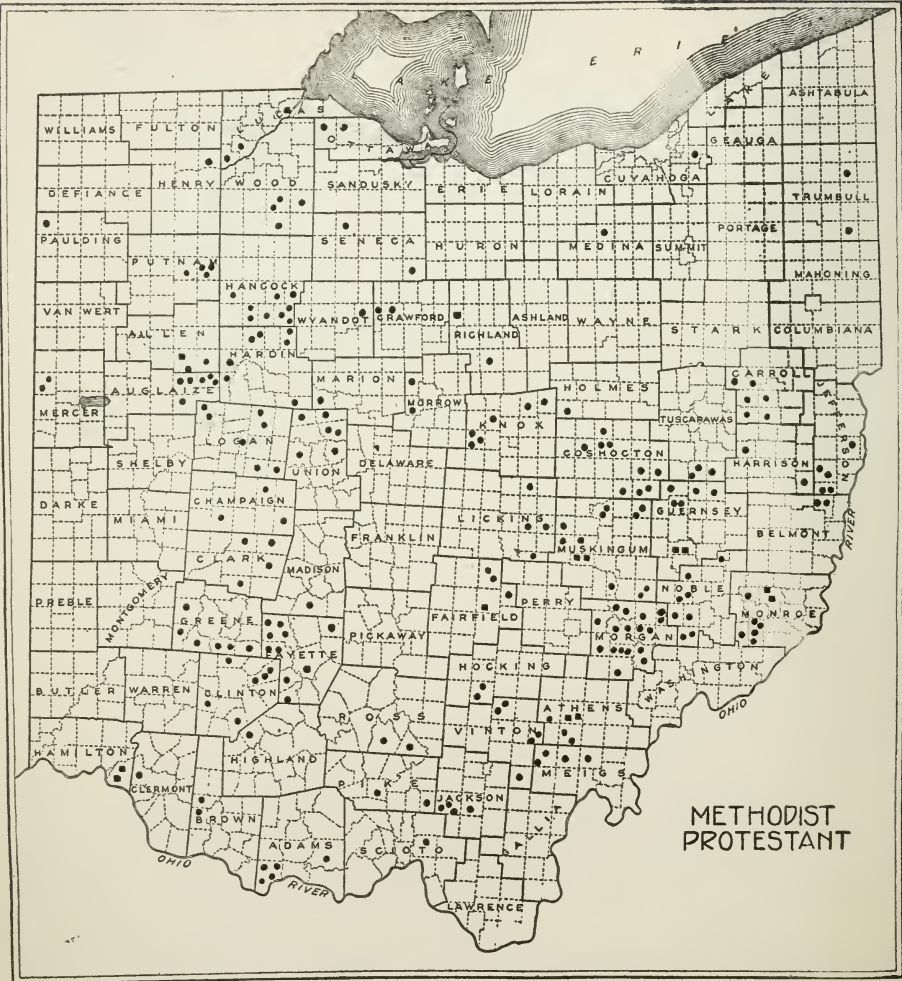 LAKE
ERIE
LAKE
ASHTABULA
WILLIAMS
FULTON
LUCAS
OTTAWA
GEAUGA
CUYAHOGA
DEFIANCE
HENRY
WOOD
SANDUSKY
ERIE
LORAIN
TRUMBULL
PAULDING
SENECA
HURON
MEDINA
SUMMIT
PORTAGE
PUTNAM
MAHONING
HANCOCK
VAN WERT
ALLEN
WYANDOT
CRAWFORD
RICHLAND
ASHLAND
WAYNE
STARK
COLUMBIANA
HARDIN
MARION
CARROLL
JEFFERSON
MERCER
AUGLAIZE
MORROW
HOLMES
TUSCARAWAS
LOGAN
KNOX
SHELBY
UNION
DELAWARE
COSHOCTON
HARRISON
DARKE
CHAMPAIGN
MIAMI
LICKING
GUERNSEY
BELMONT
FRANKLIN
MUSKINGUM
RIVER
CLARK
MADISON
PREBLE
MONTGOMERY
NOBLE
PERRY
MONROE
GREENE
FAIRFIELD
PICKAWAY
MORGAN
FAYETTE
HOCKING
WASHINGTON
BUTLER
WARREN
CLINTON
ROSS
ATHENS
OHIO
VINTON
HAMILTON
HIGHLAND
MEIGS
CLERMONT
PIKE
JACKSON
BROWN
GALLIA
ADAMS
SCIOTO
OHIO
RIVER
LAWRENCE
METHODIST
PROTESTANT